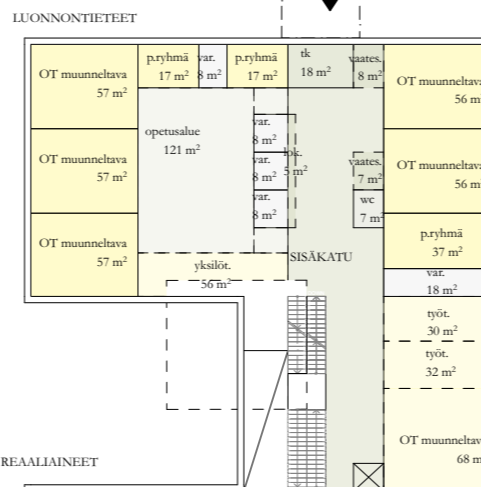 LUONNONTIETEET
OT muunneltava
57 m²
p.ryhmä
17 m²
var.
8 m²
p.ryhmä
17 m²
tk
18 m²
vaates.
8 m²
OT muunneltava
56 m²
opetusalue
121 m²
var.
8 m²
OT muunneltava
57 m²
var.
8 m²
lok.
5 m²
vaates.
7 m²
OT muunneltava
56 m²
var.
8 m²
wc
7 m²
OT muunneltava
57 m²
p.ryhmä
37 m²
yksilöt.
56 m²
SISÄKATU
var.
18 m²
työt.
30 m²
työt.
32 m²
OT muunneltav
68 m
REAALIAINEET